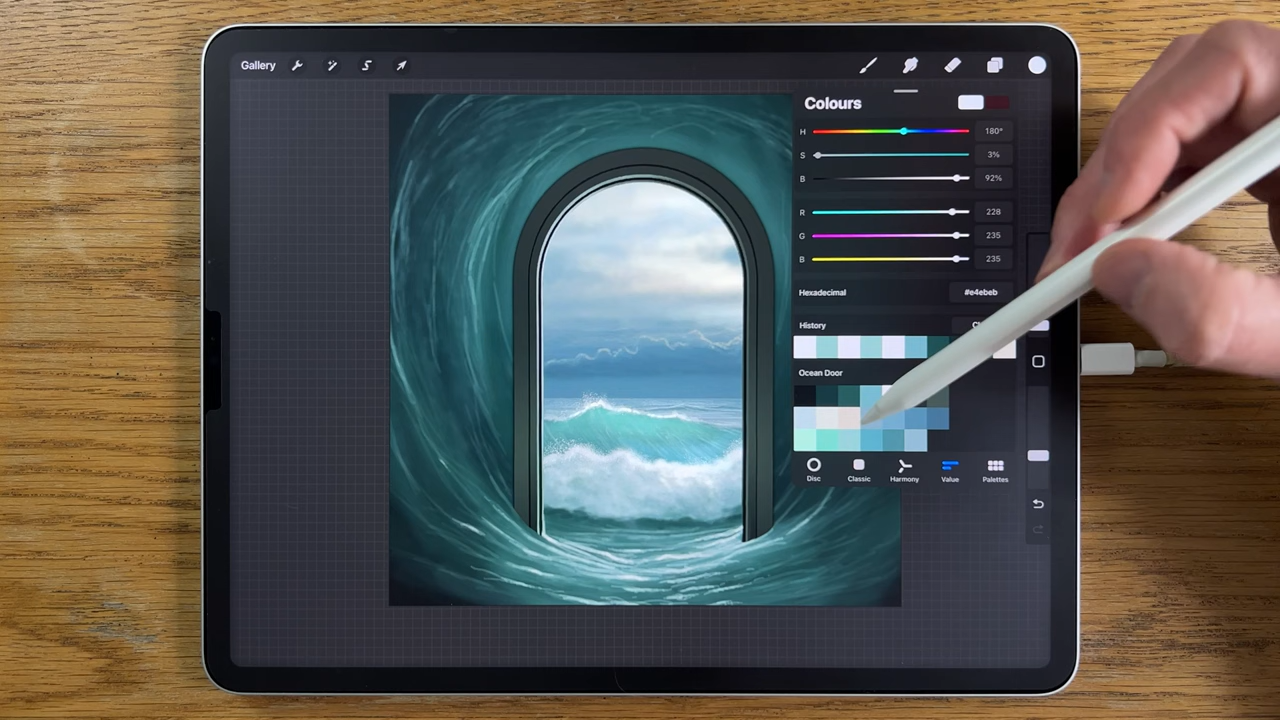 Gallery
Colours
H 180°
S 3%
B 92%
R 228
G 235
B 235
Hexadecimal #e4ebeb
History
Ocean Door
Disc Classic Harmony Value Palettes